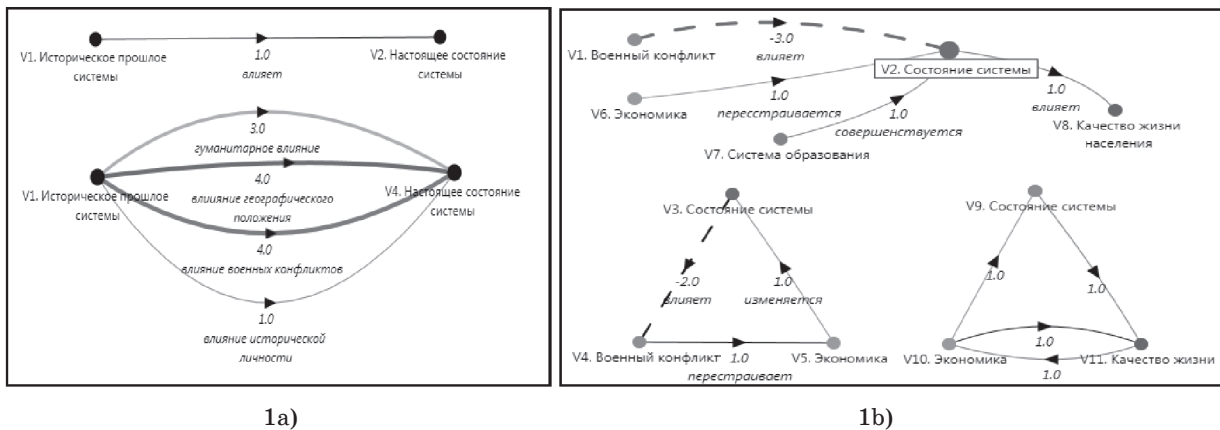 V1. Историческое прошлое
системы
1.0
влияет
V2. Настоящее состояние
системы
3.0
гуманитарное влияние
V1. Историческое прошлое
системы
4.0
влиияние географического
положения
V4. Настоящее состояние
системы
4.0
влияние военных конфликтов
1.0
влияние исторической
личности
1a)
V1. Военный конфликт
-3.0
влияет
V2. Состояние системы
V6. Экономика
1.0
пересстраивается
1.0
совершенствуется
V7. Система образования
1.0
влияет
V8. Качество жизни
населения
V3. Состояние системы
-2.0
влияет
1.0
изменяется
V4. Военный конфликт
1.0
перестраивает
V5. Экономика
V9. Состояние системы
1.0
1.0
V10. Экономика
1.0
V11. Качество жизни
1.0
1b)